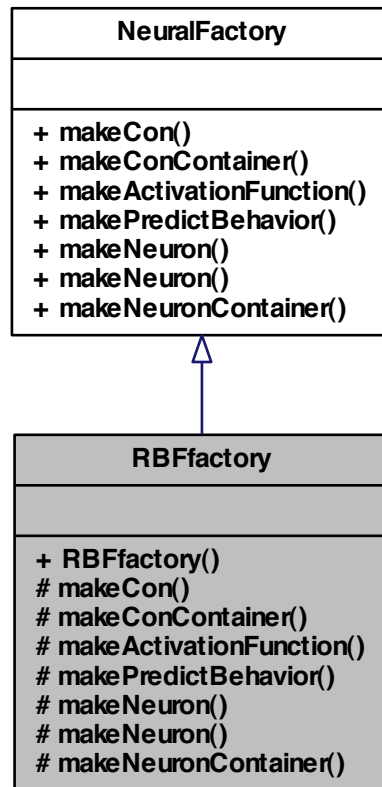 NeuralFactory
+ makeCon()
+ makeConContainer()
+ makeActivationFunction()
+ makePredictBehavior()
+ makeNeuron()
+ makeNeuron()
+ makeNeuronContainer()
RBFfactory
+ RBFfactory()
# makeCon()
# makeConContainer()
# makeActivationFunction()
# makePredictBehavior()
# makeNeuron()
# makeNeuron()
# makeNeuronContainer()